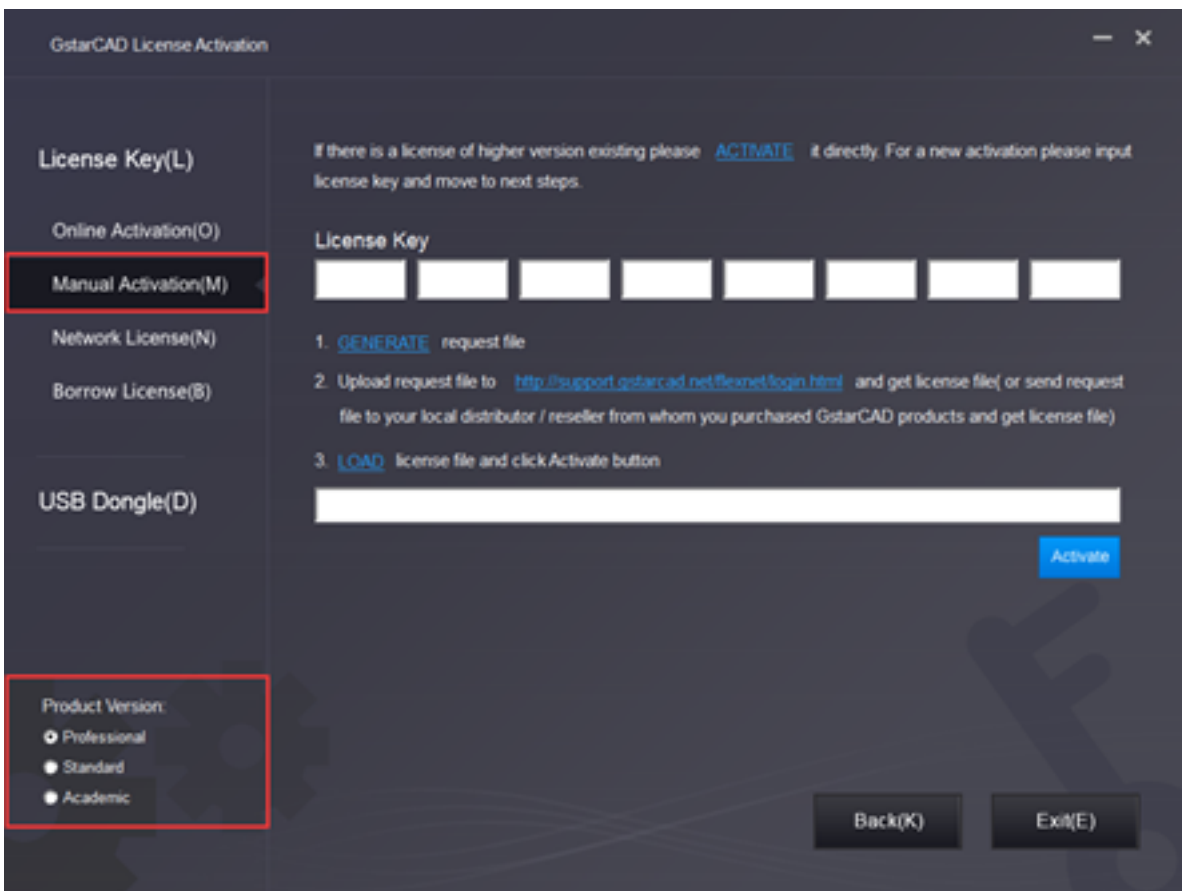 GstarCAD License Activation
License Key(L)
Online Activation(O)
Manual Activation(M)
Network License(N)
Borrow License(B)
USB Dongle(D)
Product Version:
Professional
Standard
Academic
If there is a license of higher version existing please ACTIVATE it directly. For a new activation please input
license key and move to next steps.
License Key
1. GENERATE request file
2. Upload request file to http://support.gstarcad.net/flexnet/login.html and get license file( or send request
file to your local distributor / reseller from whom you purchased GstarCAD products and get license file)
3. LOAD license file and click Activate button
Activate
Back(K)
Exit(E)